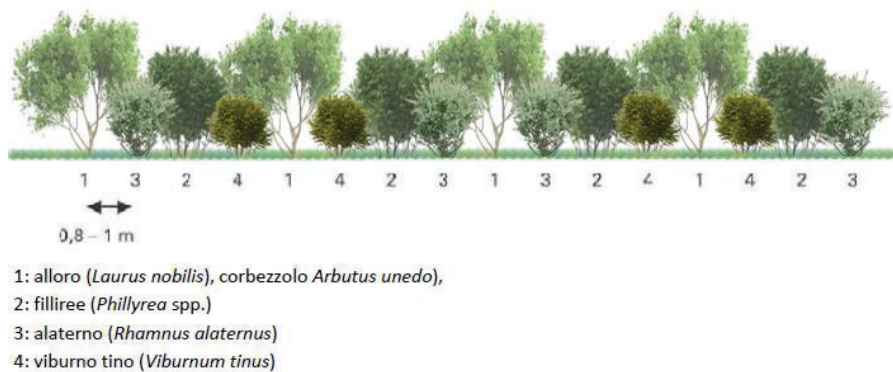 1 3 2 4 1 4 2 3 1 3 2 4 1 4 2 3
0,8 – 1 m
1: alloro (Laurus nobilis), corbezzolo Arbutus unedo),
2: filliree (Phillyrea spp.)
3: alaterno (Rhamnus alaternus)
4: viburno tino (Viburnum tinus)